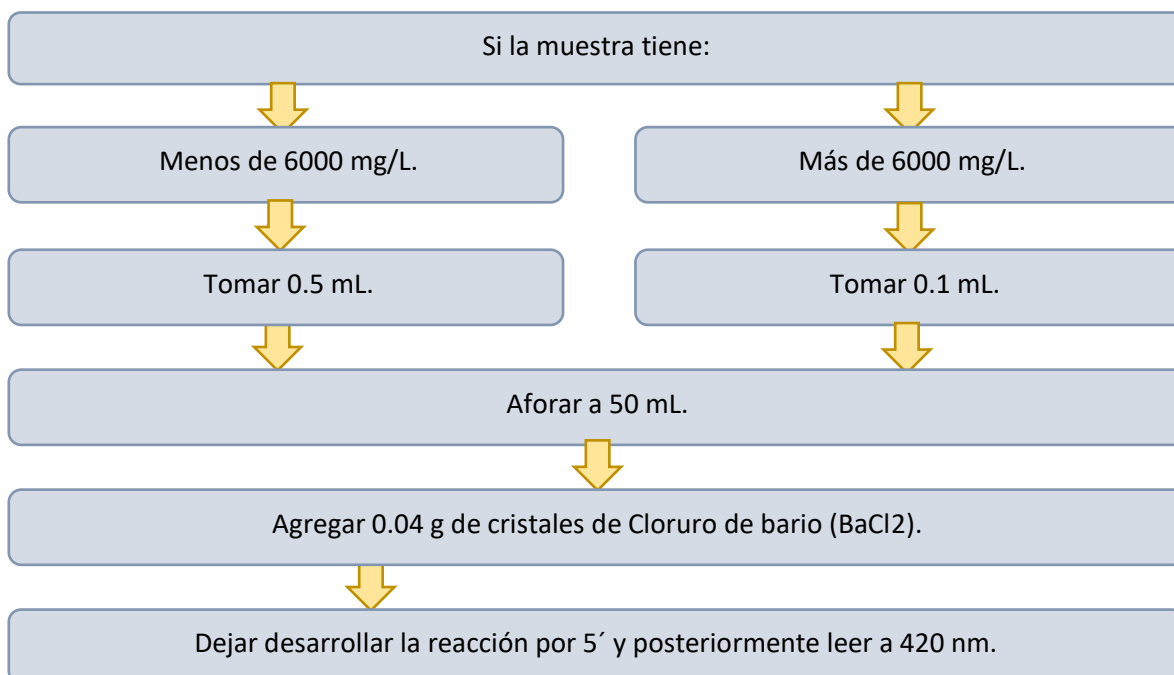 Si la muestra tiene:
Menos de 6000 mg/L.
Más de 6000 mg/L.
Tomar 0.5 mL.
Tomar 0.1 mL.
Aforar a 50 mL.
Agregar 0.04 g de cristales de Cloruro de bario (BaCl2).
Dejar desarrollar la reacción por 5´ y posteriormente leer a 420 nm.